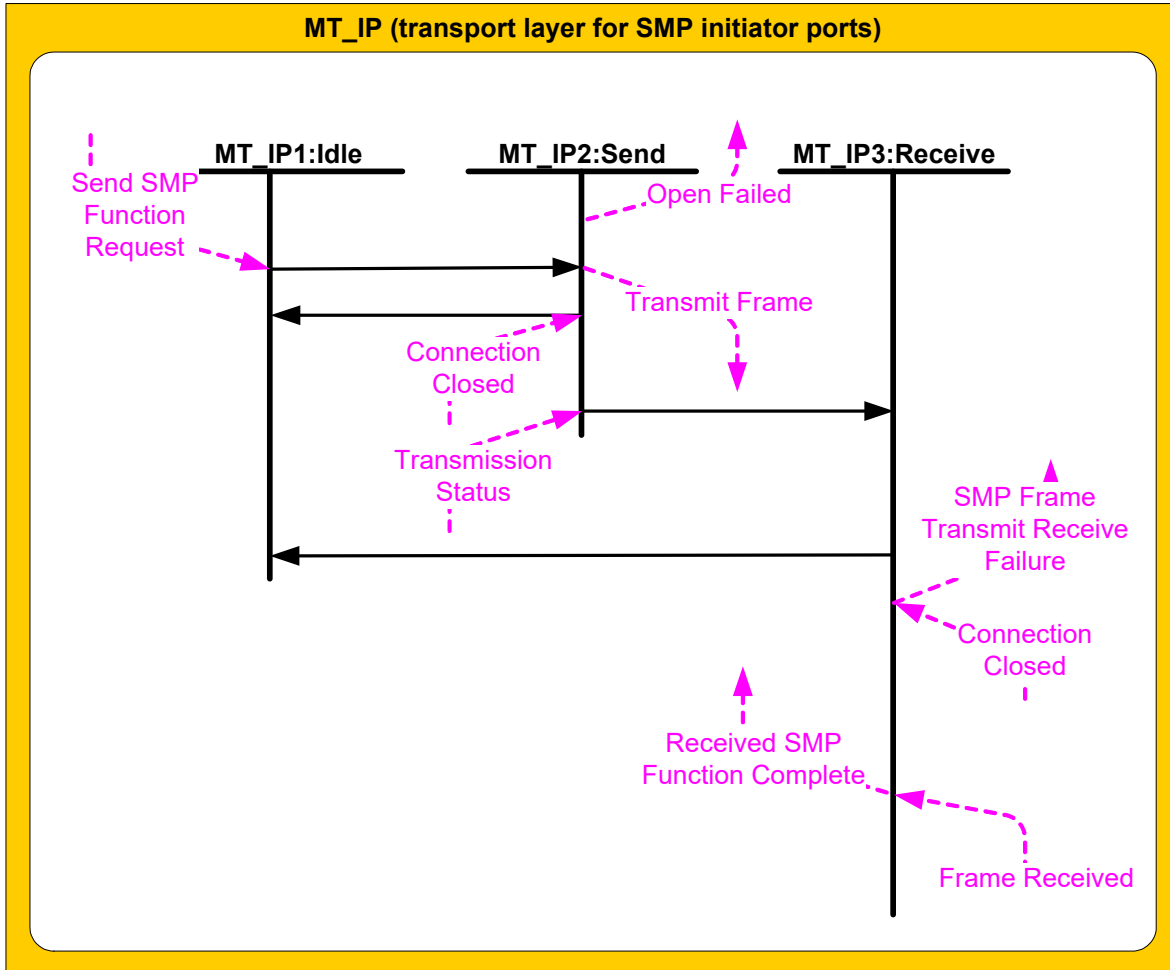 MT_IP (transport layer for SMP initiator ports)
MT_IP1:Idle
MT_IP2:Send
MT_IP3:Receive
Send SMP
Function
Request
Open Failed
Transmit Frame
Connection
Closed
Transmission
Status
SMP Frame
Transmit Receive
Failure
Connection
Closed
Received SMP
Function Complete
Frame Received